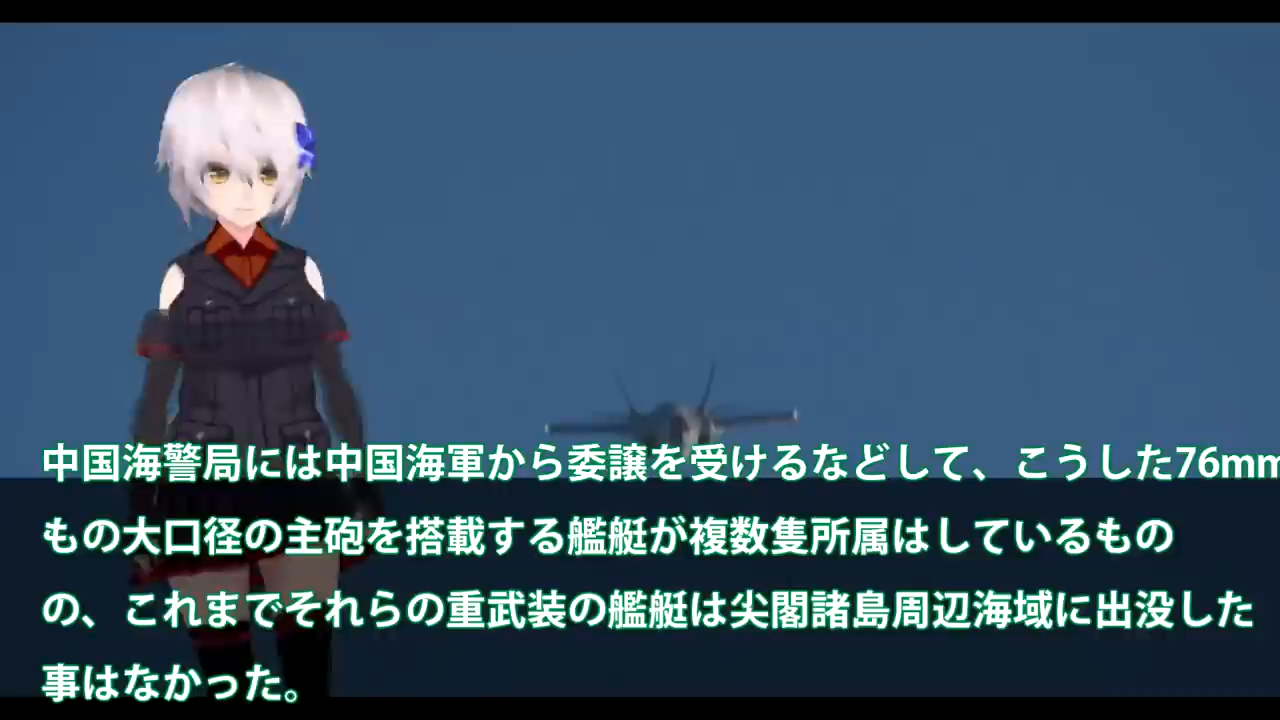 中国海警局には中国海軍から委譲を受けるなどして、こうした76mm
もの大口径の主砲を搭載する艦艇が複数隻所属はしているもの
の、これまでそれらの重武装の艦艇は尖閣諸島周辺海域に出没した
事はなかった。